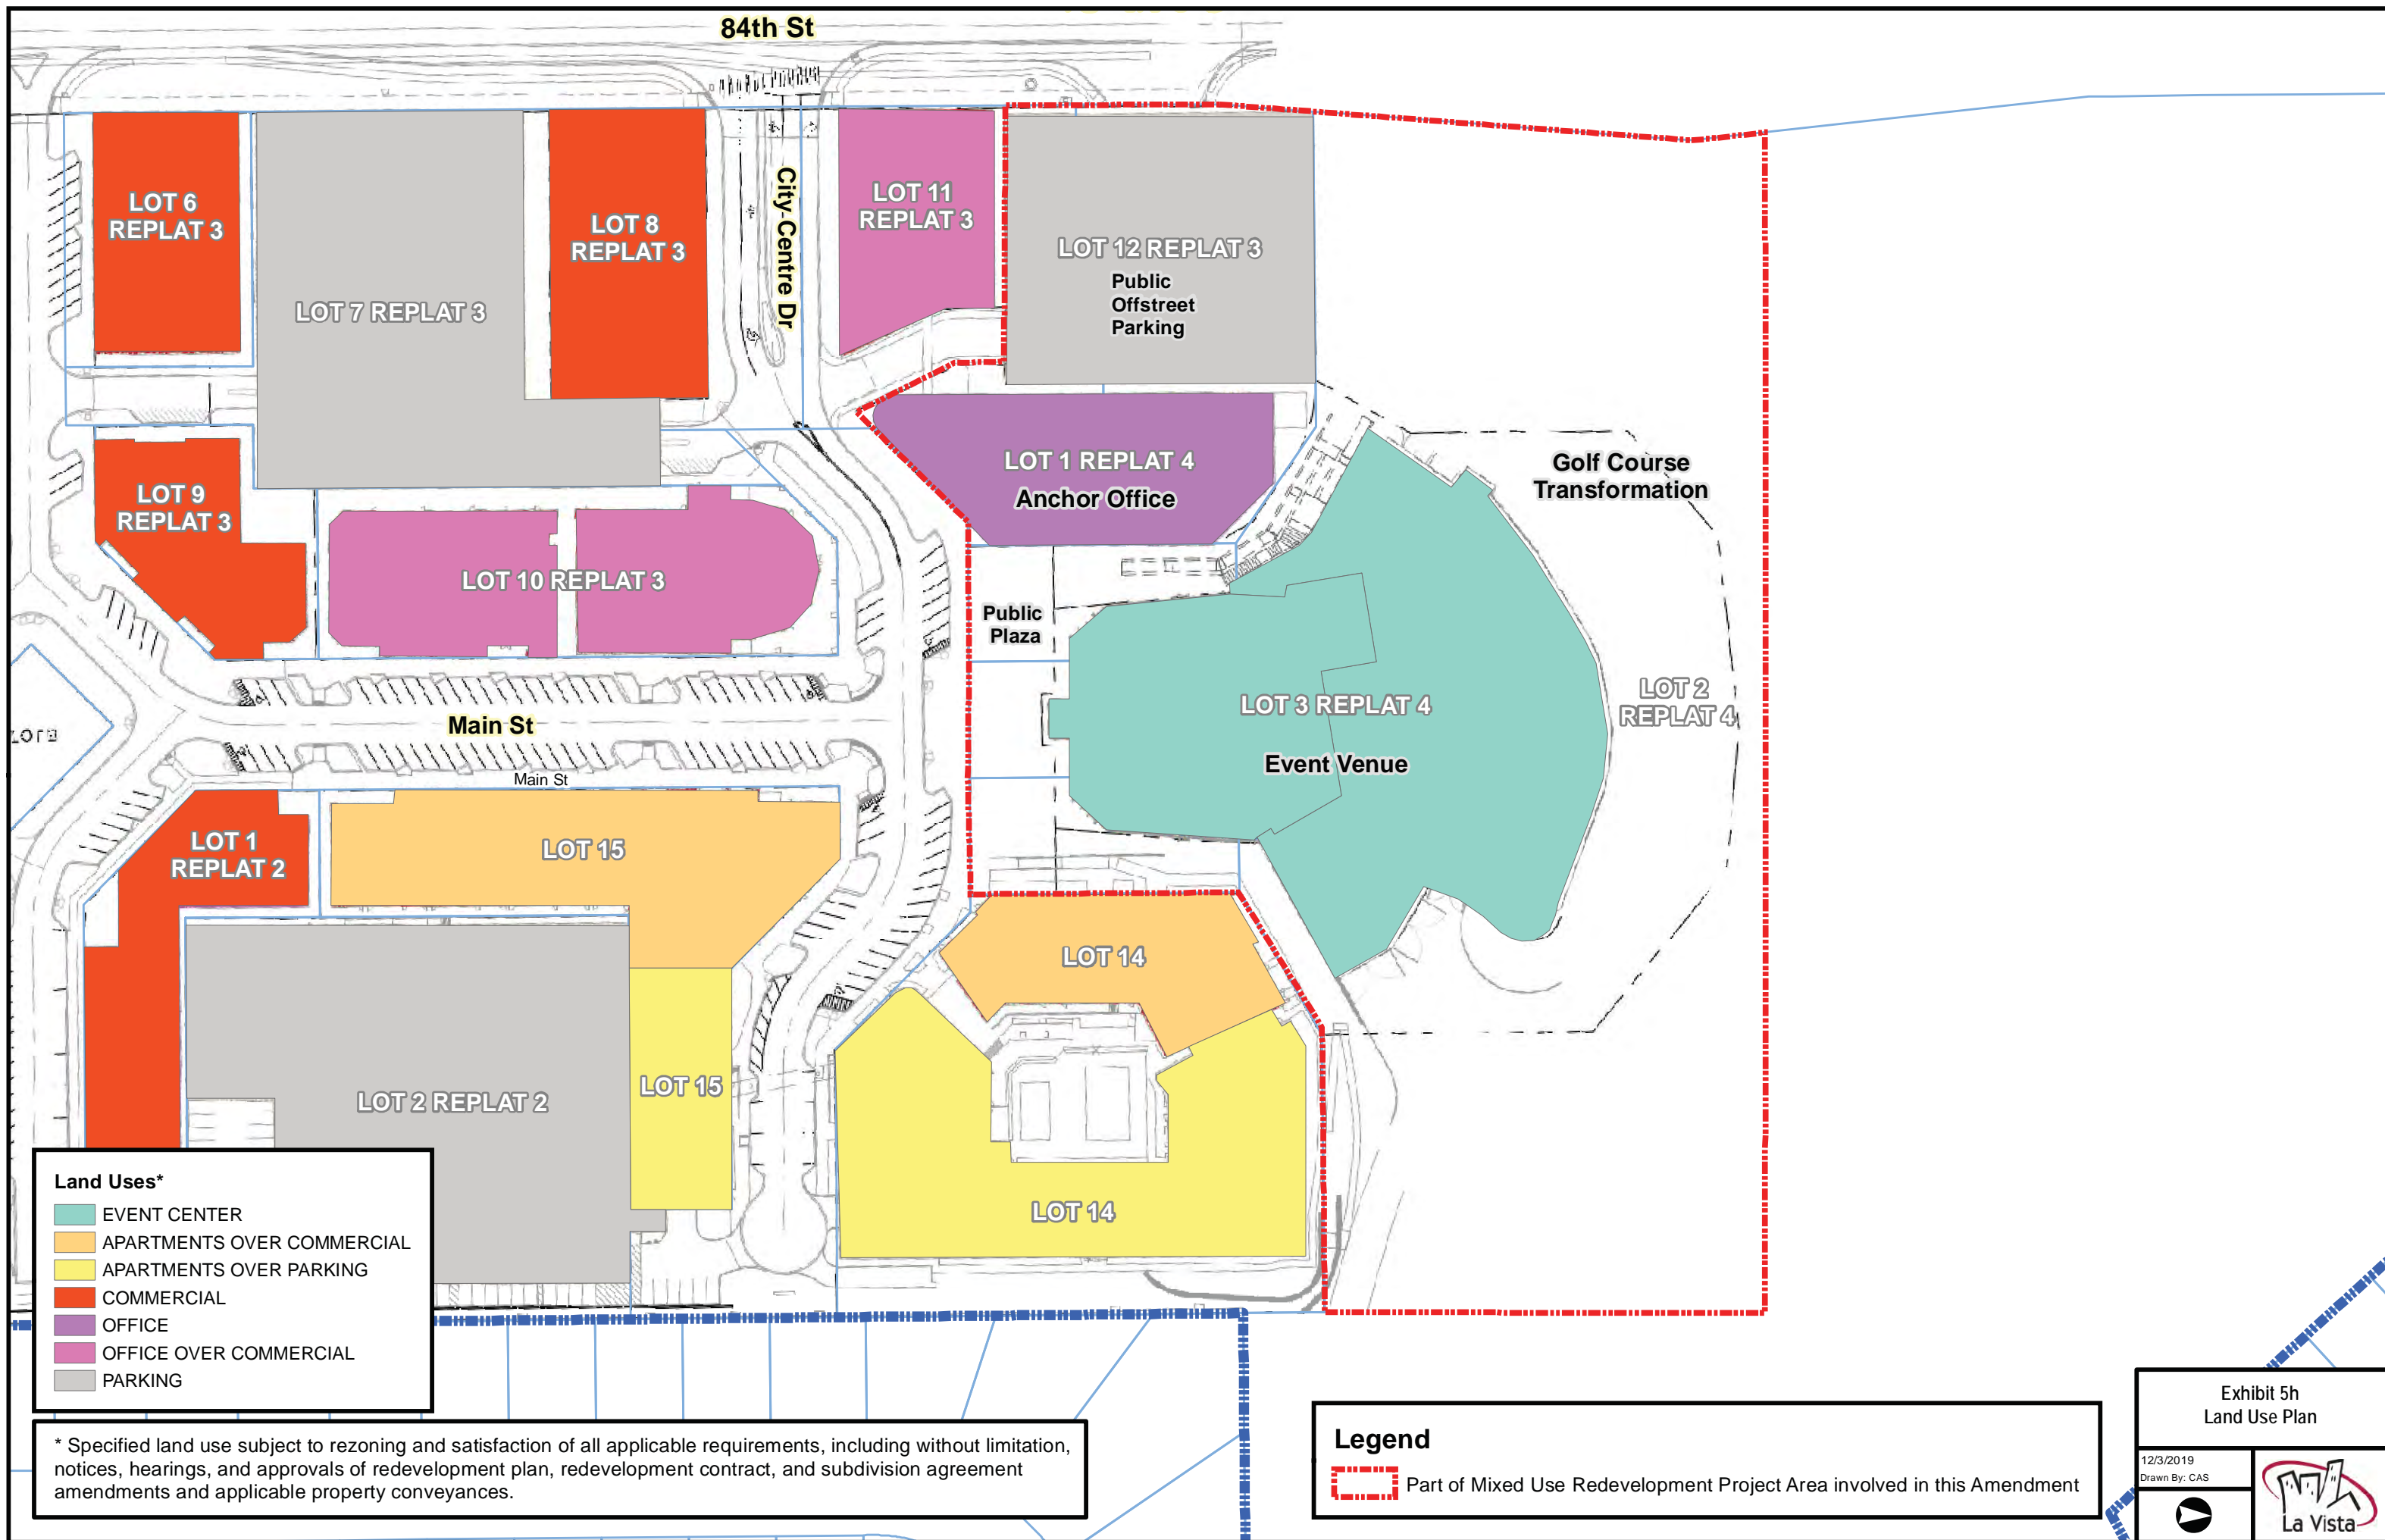 84th St
City Centre Dr
LOT 6
REPLAT 3
LOT 7 REPLAT 3
LOT 8
REPLAT 3
LOT 11
REPLAT 3
LOT 12 REPLAT 3
Public
Offstreet
Parking
LOT 9
REPLAT 3
LOT 10 REPLAT 3
LOT 1 REPLAT 4
Anchor Office
Golf Course
Transformation
Public
Plaza
LOT 3 REPLAT 4
Event Venue
LOT 2
REPLAT 4
Main St
Main St
LOT 1
REPLAT 2
LOT 15
LOT 14
LOT 2 REPLAT 2
LOT 15
LOT 14
Land Uses*
EVENT CENTER
APARTMENTS OVER COMMERCIAL
APARTMENTS OVER PARKING
COMMERCIAL
OFFICE
OFFICE OVER COMMERCIAL
PARKING
* Specified land use subject to rezoning and satisfaction of all applicable requirements, including without limitation,
notices, hearings, and approvals of redevelopment plan, redevelopment contract, and subdivision agreement
amendments and applicable property conveyances.
Legend
Part of Mixed Use Redevelopment Project Area involved in this Amendment
Exhibit 5h
Land Use Plan
12/3/2019
Drawn By: CAS
La Vista